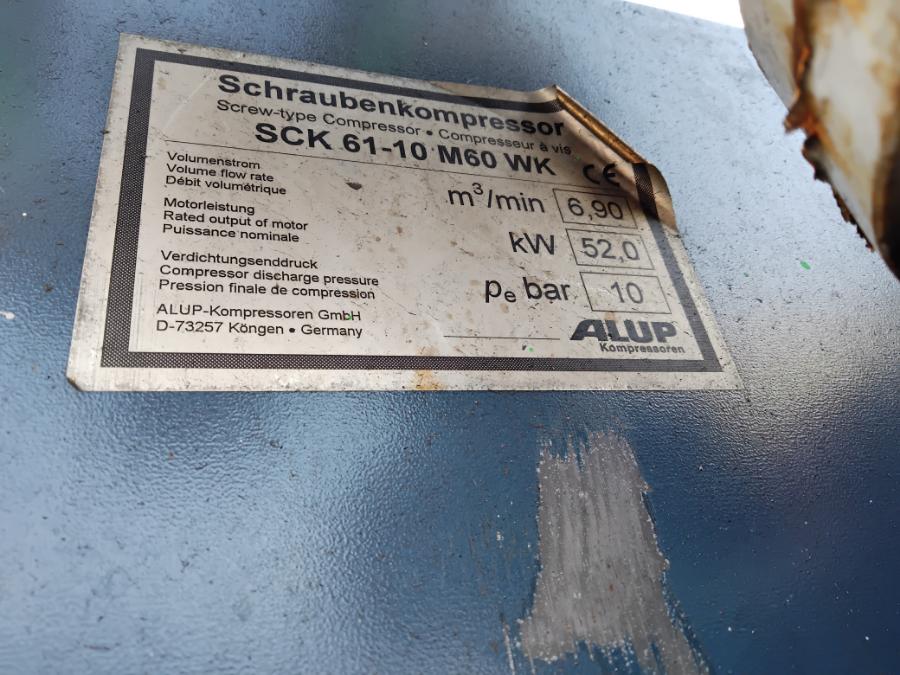 Schraubenkompressor
Screw-type Compressor • Compresseur à vis
SCK 61-10 M60 WK CE
Volumenstrom
Volume flow rate
Débit volumétrique
m³/min 6,90
Motorleistung
Rated output of motor
Puissance nominale
kW 52,0
Verdichtungsenddruck
Compressor discharge pressure
Pression finale de compression
pe bar 10
ALUP-Kompressoren GmbH
D-73257 Köngen • Germany
ALUP
Kompressoren